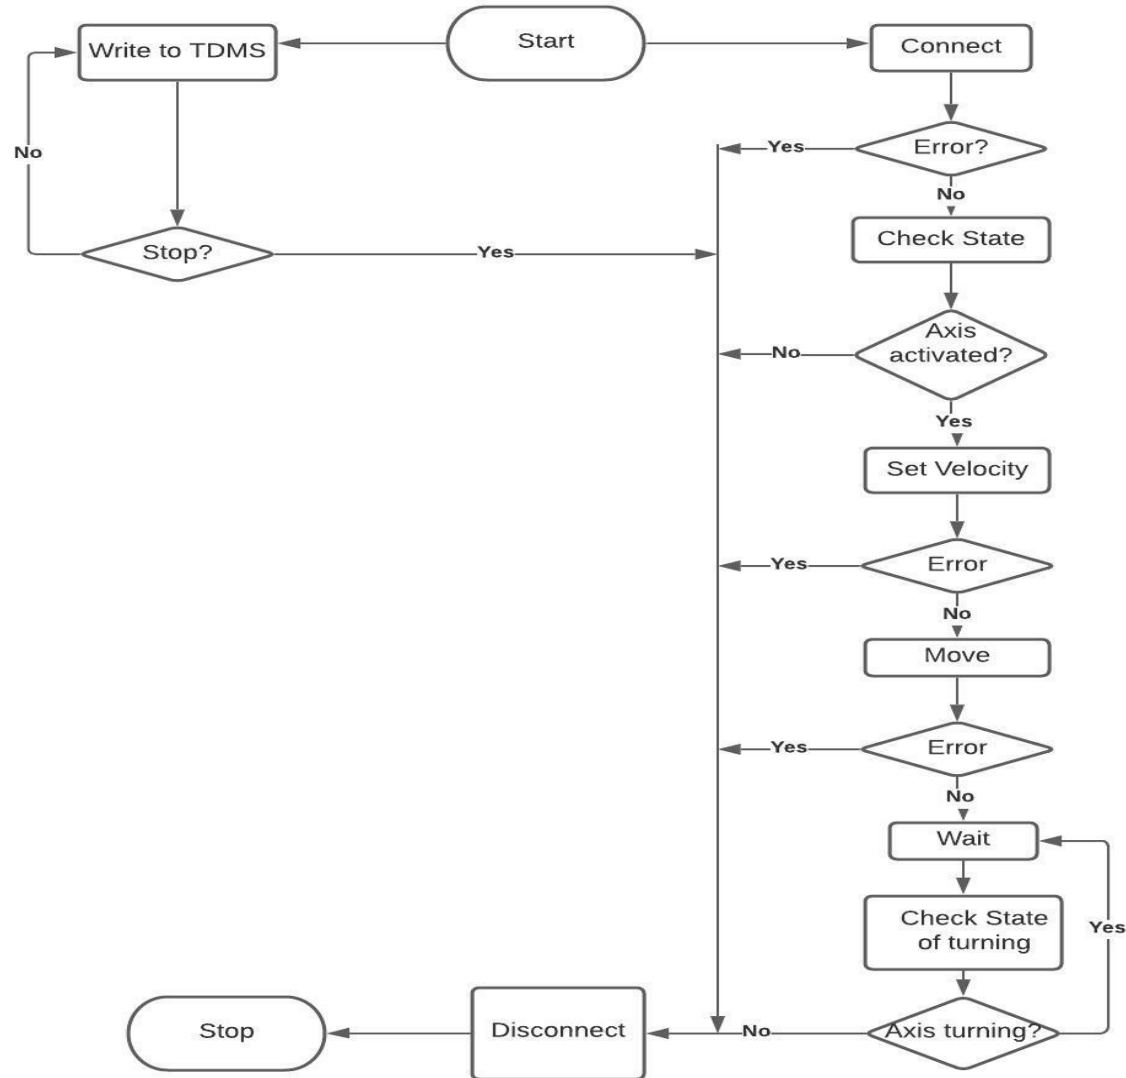 Start
Write to TDMS
Connect
No
Yes
Error?
No
Check State
Stop?
Yes
Axis
activated?
No
Yes
Set Velocity
Yes
Error
No
Move
Yes
Error
No
Wait
Check State
of turning
Yes
Stop
Disconnect
No
Axis turning?